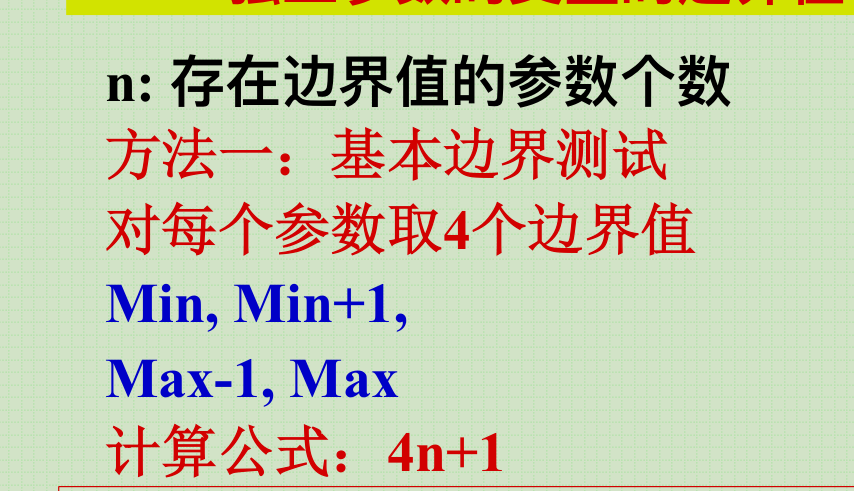 n: 存在边界值的参数个数
方法一：基本边界测试
对每个参数取4个边界值
Min, Min+1,
Max-1, Max
计算公式：4n+1